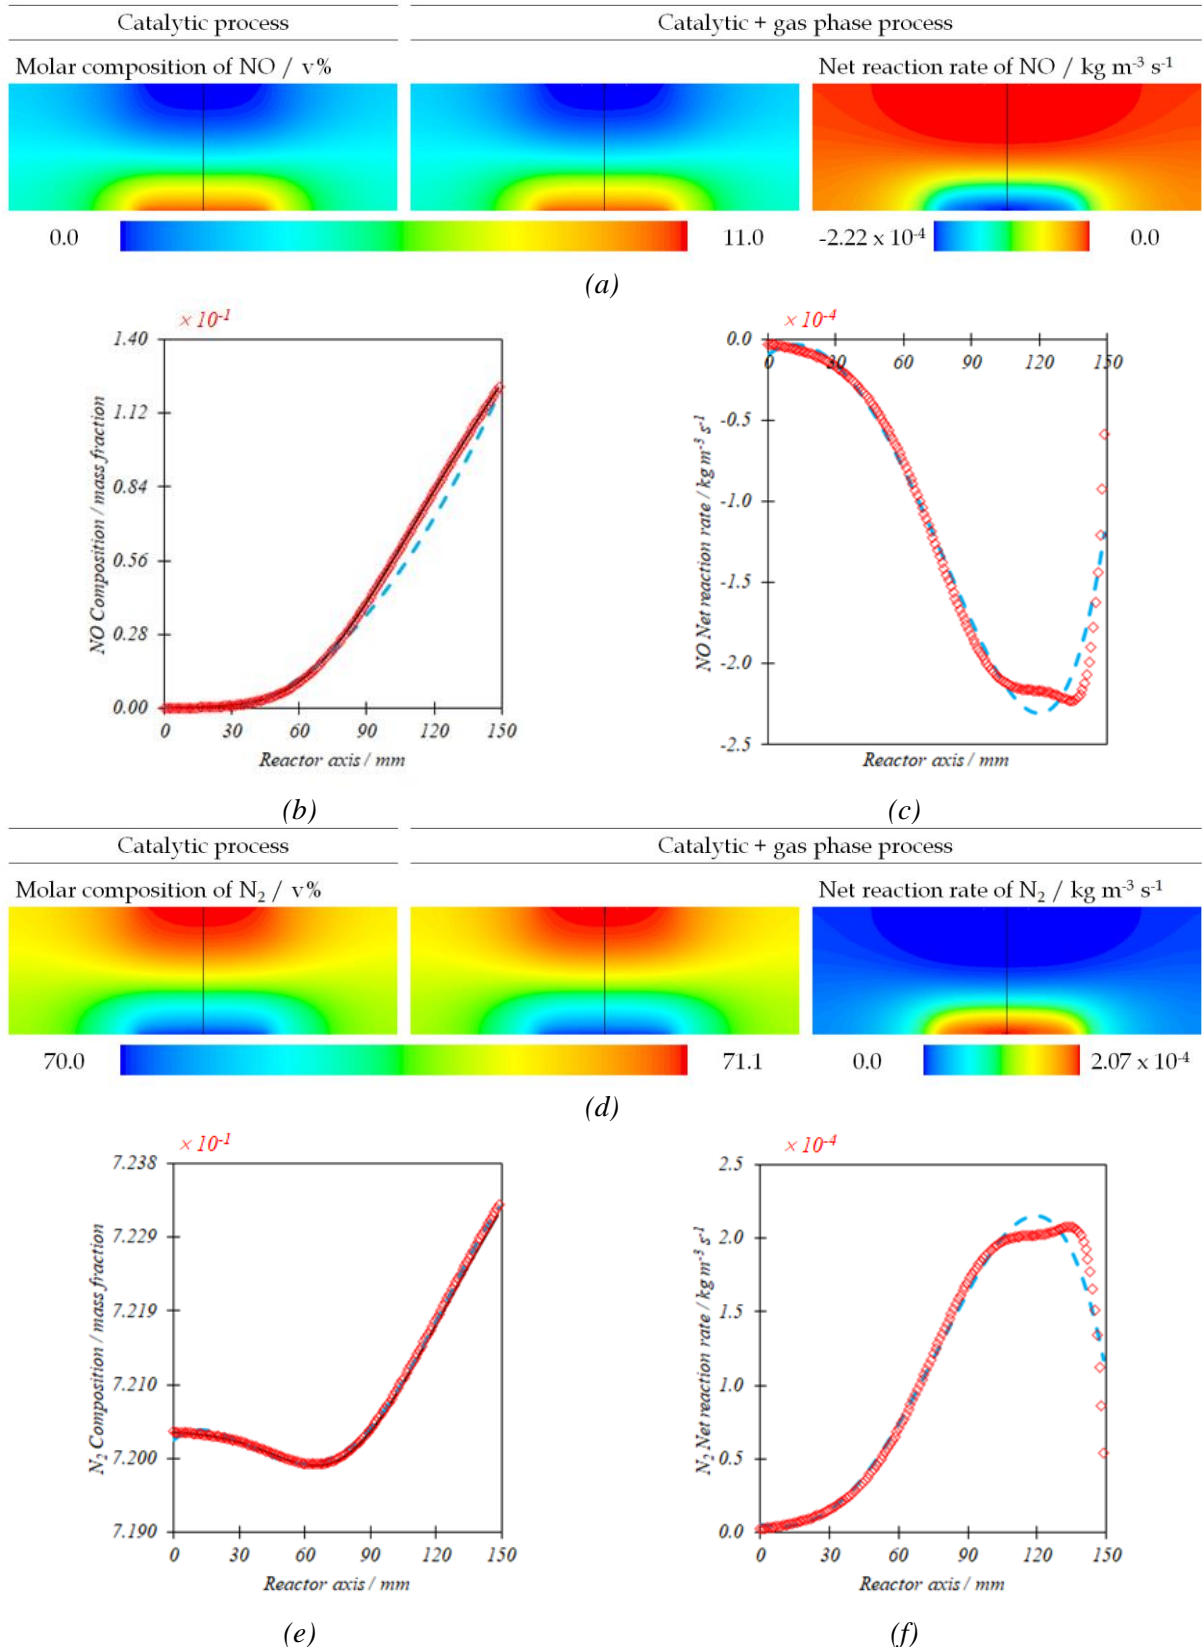 Catalytic process
Catalytic + gas phase process
Molar composition of NO / v%
Net reaction rate of NO / kg m⁻³ s⁻¹
0.0
11.0
-2.22 x 10⁻⁴
0.0
(a)
× 10⁻¹
1.40
1.12
0.84
0.56
0.28
0.00
NO Composition / mass fraction
0 30 60 90 120 150
Reactor axis / mm
(b)
× 10⁻⁴
0.0
-0.5
-1.0
-1.5
-2.0
-2.5
NO Net reaction rate / kg m⁻³ s⁻¹
0 30 60 90 120 150
Reactor axis / mm
(c)
Catalytic process
Catalytic + gas phase process
Molar composition of N₂ / v%
Net reaction rate of N₂ / kg m⁻³ s⁻¹
70.0
71.1
0.0
2.07 x 10⁻⁴
(d)
× 10⁻¹
7.238
7.229
7.219
7.210
7.200
7.190
N₂ Composition / mass fraction
0 30 60 90 120 150
Reactor axis / mm
(e)
× 10⁻⁴
2.5
2.0
1.5
1.0
0.5
0.0
N₂ Net reaction rate / kg m⁻³ s⁻¹
0 30 60 90 120 150
Reactor axis / mm
(f)